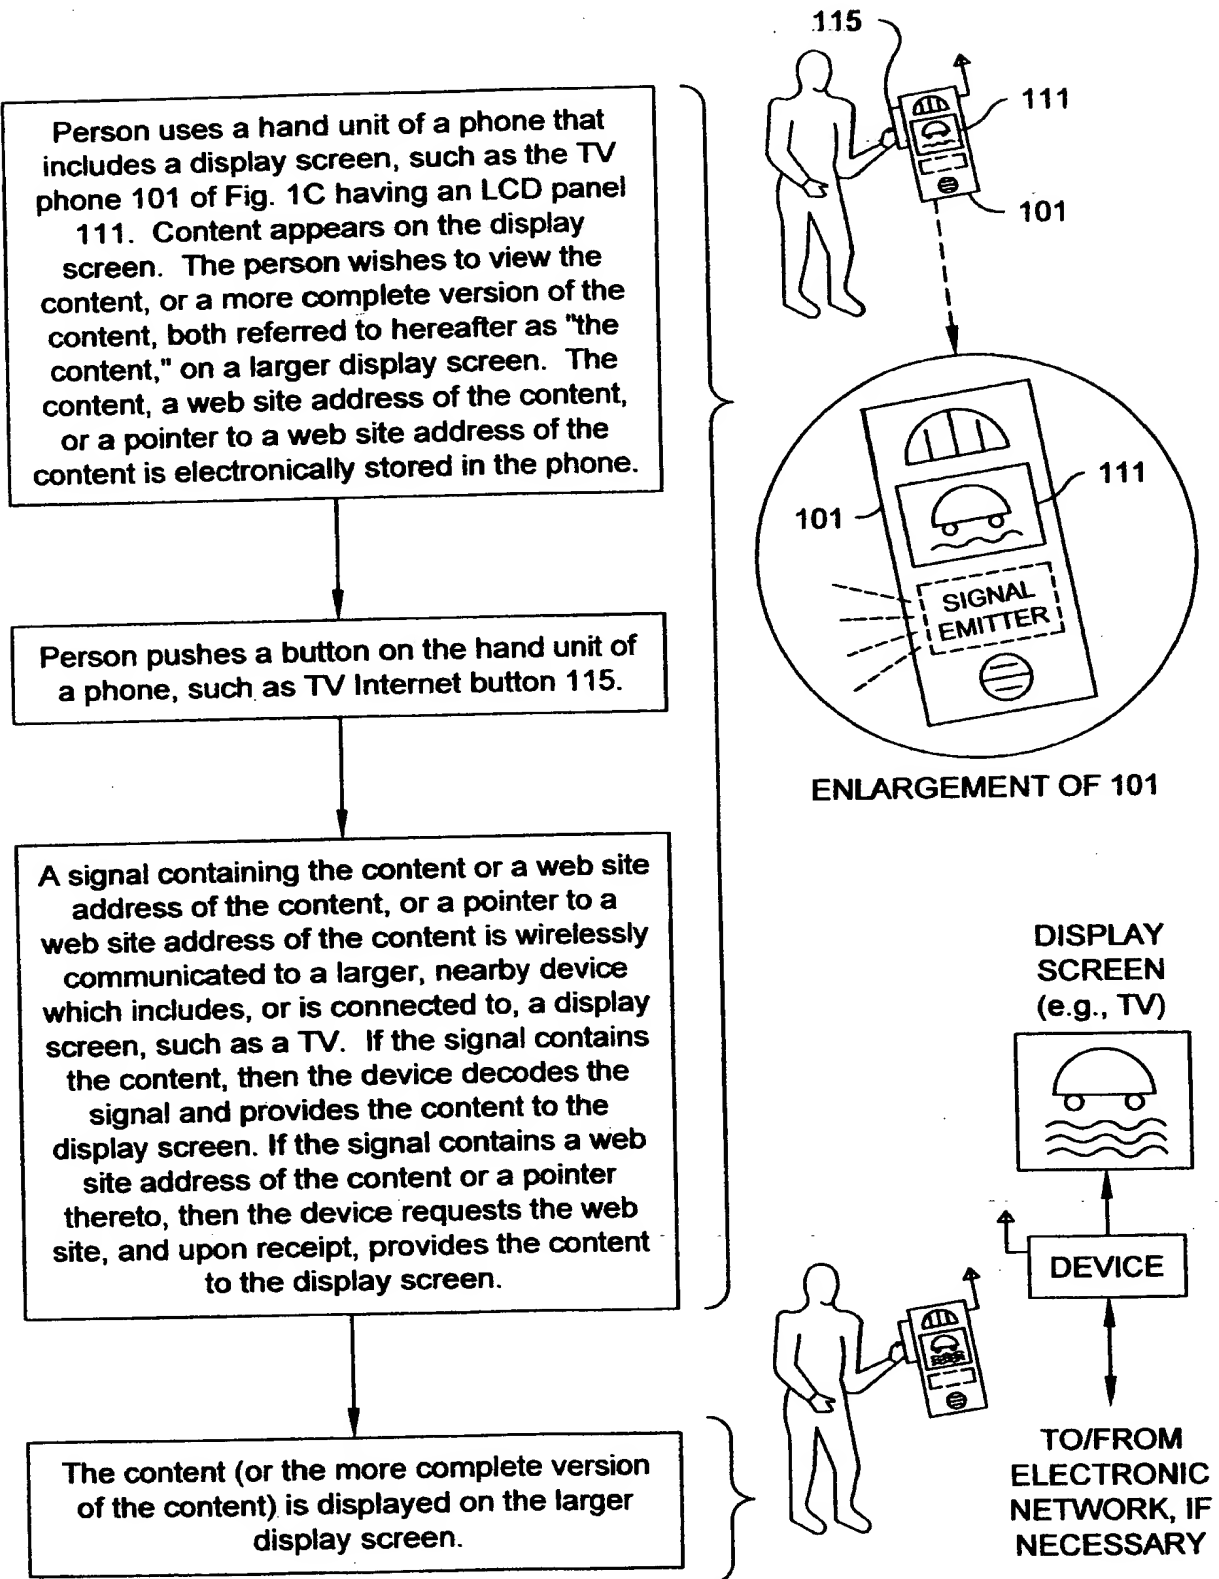 Person uses a hand unit of a phone that
includes a display screen, such as the TV
phone 101 of Fig. 1C having an LCD panel
111. Content appears on the display
screen. The person wishes to view the
content, or a more complete version of the
content, both referred to hereafter as "the
content," on a larger display screen. The
content, a web site address of the content,
or a pointer to a web site address of the
content is electronically stored in the phone.
Person pushes a button on the hand unit of
a phone, such as TV Internet button 115.
A signal containing the content or a web site
address of the content, or a pointer to a
web site address of the content is wirelessly
communicated to a larger, nearby device
which includes, or is connected to, a display
screen, such as a TV. If the signal contains
the content, then the device decodes the
signal and provides the content to the
display screen. If the signal contains a web
site address of the content or a pointer
thereto, then the device requests the web
site, and upon receipt, provides the content
to the display screen.
The content (or the more complete version
of the content) is displayed on the larger
display screen.
115
111
101
101
111
SIGNAL
EMITTER
ENLARGEMENT OF 101
DISPLAY
SCREEN
(e.g., TV)
DEVICE
TO/FROM
ELECTRONIC
NETWORK, IF
NECESSARY